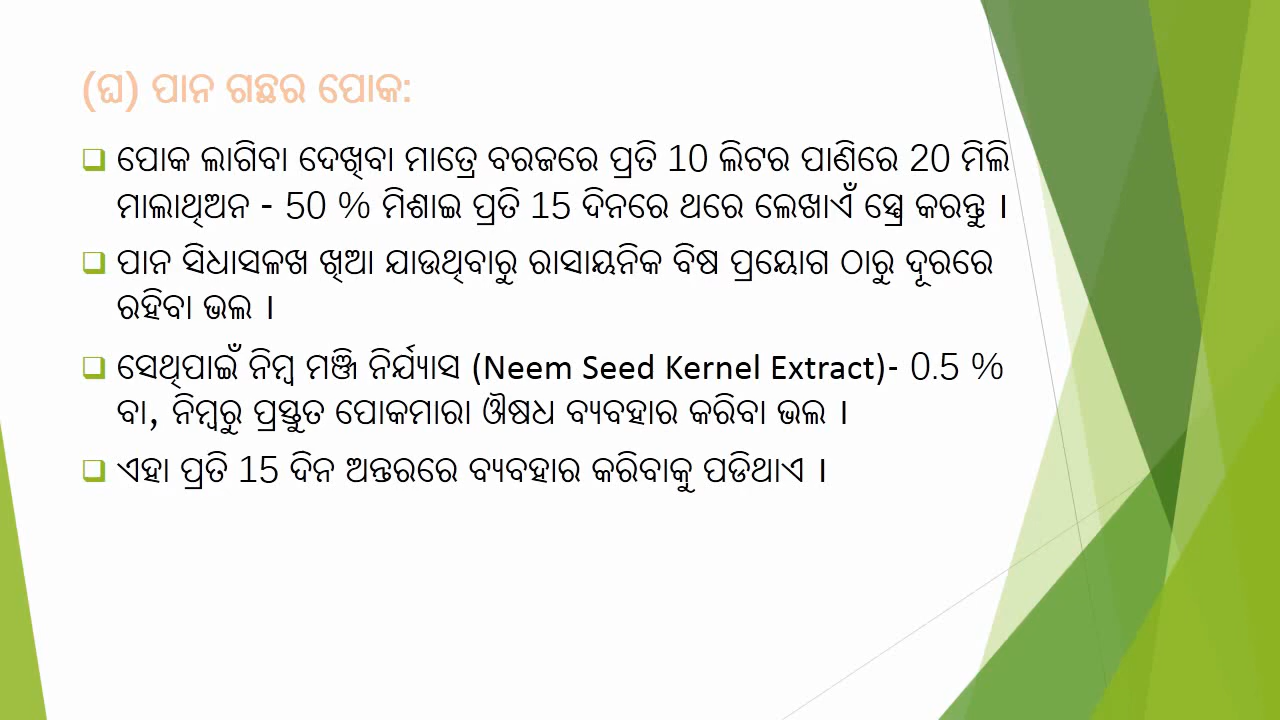 (ଘ) ପାନ ଗଛର ପୋକ:
ପୋକ ଲାଗିବା ଦେଖିବା ମାତ୍ରେ ବରଜରେ ପ୍ରତି 10 ଲିଟର ପାଣିରେ 20 ମିଲି
ମାଲାଥିଅନ - 50 % ମିଶାଇ ପ୍ରତି 15 ଦିନରେ ଥରେ ଲେଖାଏଁ ସ୍ପ୍ରେ କରନ୍ତୁ ।
ପାନ ସିଧାସଳଖ ଖିଆ ଯାଉଥିବାରୁ ରାସାୟନିକ ବିଷ ପ୍ରୟୋଗ ଠାରୁ ଦୂରରେ
ରହିବା ଭଲ ।
ସେଥିପାଇଁ ନିମ୍ବ ମଞ୍ଜି ନିର୍ଯ୍ୟାସ (Neem Seed Kernel Extract)- 0.5 %
ବା, ନିମ୍ବରୁ ପ୍ରସ୍ତୁତ ପୋକମାରା ଔଷଧ ବ୍ୟବହାର କରିବା ଭଲ ।
ଏହା ପ୍ରତି 15 ଦିନ ଅନ୍ତରରେ ବ୍ୟବହାର କରିବାକୁ ପଡିଥାଏ ।